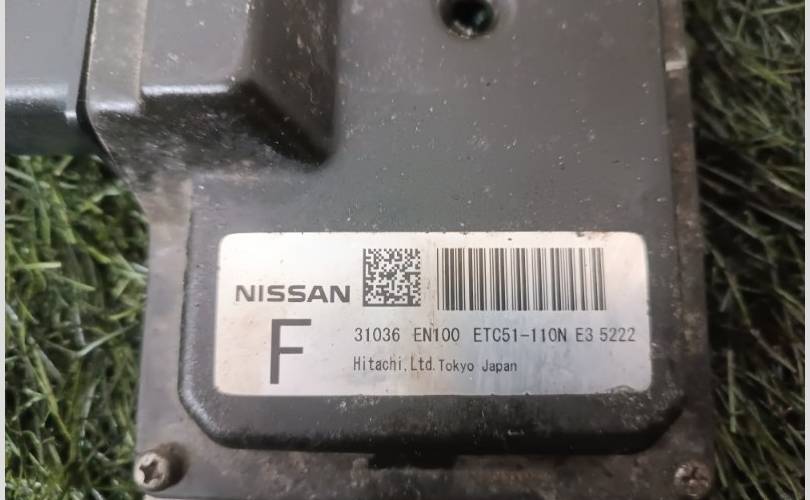 NISSAN
F
31036 EN100 ETC51-110N E3 5222
Hitachi,Ltd.Tokyo Japan